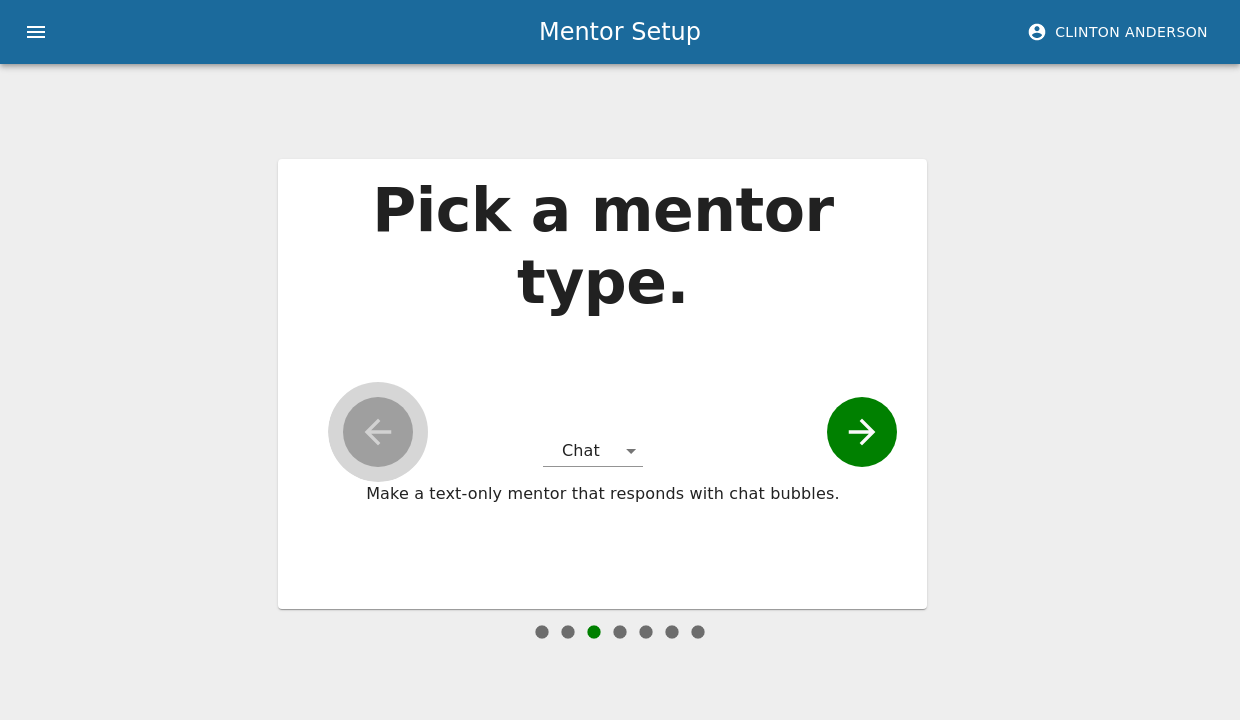 Mentor Setup
CLINTON ANDERSON
Pick a mentor
type.
Chat
Make a text-only mentor that responds with chat bubbles.